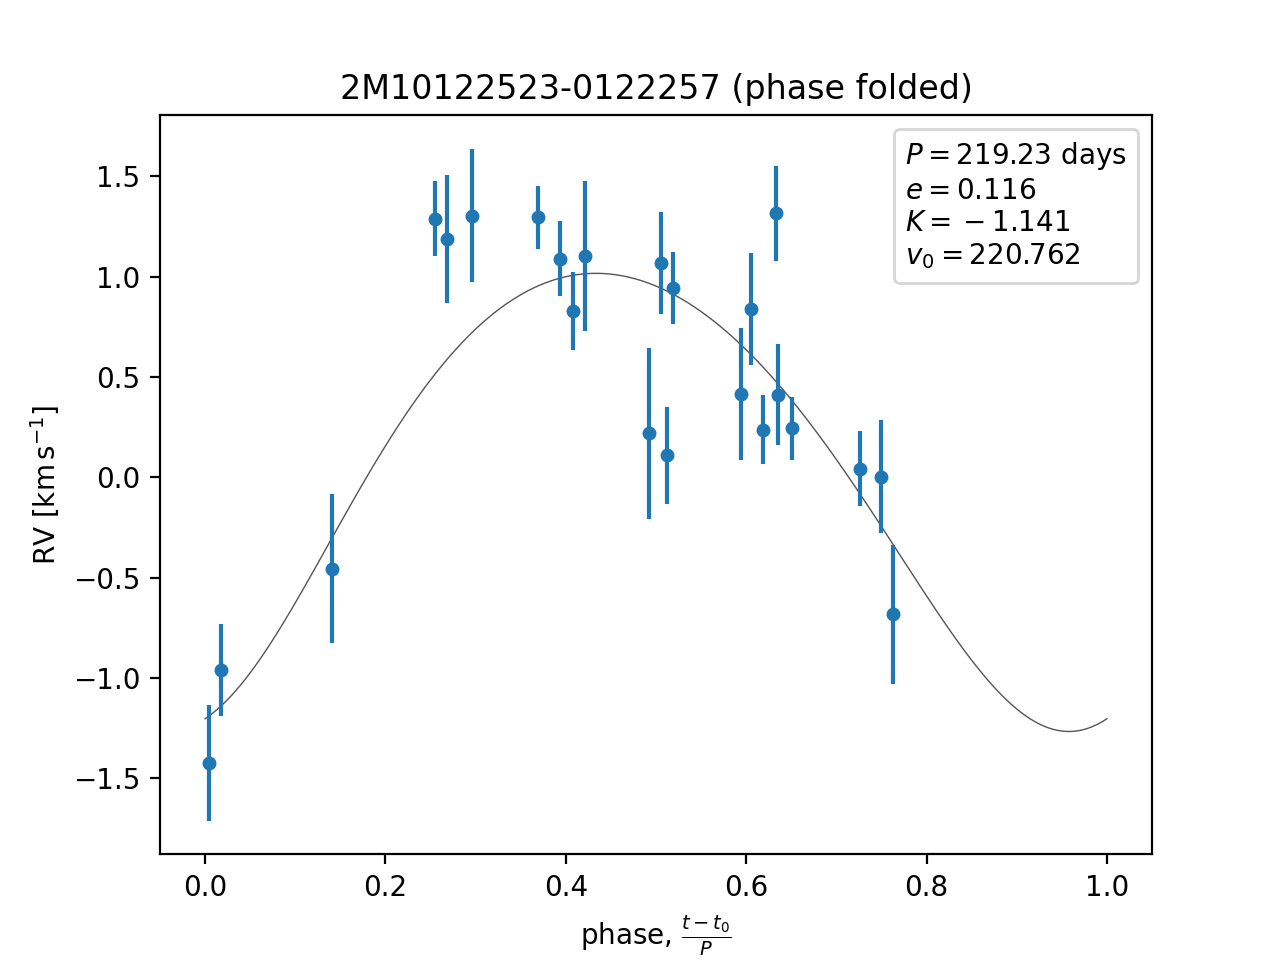 2M10122523-0122257 (phase folded)
P = 219.23 days
e = 0.116
K = −1.141
v₀ = 220.762
RV [km s⁻¹]
1.5
1.0
0.5
0.0
−0.5
−1.0
−1.5
0.0 0.2 0.4 0.6 0.8 1.0
phase, (t − t₀)/P